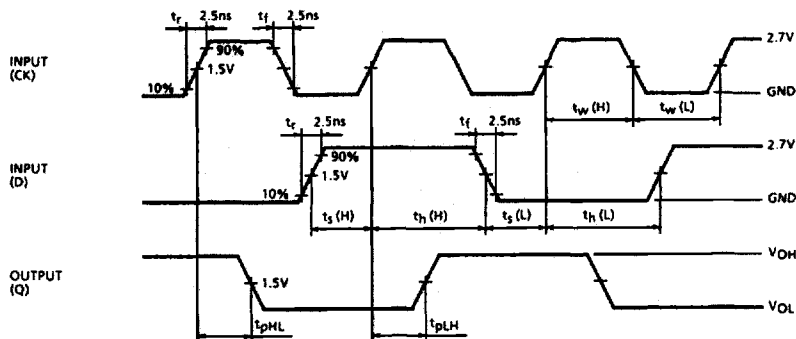 tr 2.5ns tf 2.5ns
INPUT
(CK)
90%
1.5V
10%
2.7V
GND
tw (H) tw (L)
tr 2.5ns tf 2.5ns
INPUT
(D)
90%
1.5V
10%
2.7V
GND
ts (H) th (H) ts (L) th (L)
OUTPUT
(Q)
1.5V
VOH
VOL
tpHL tpLH